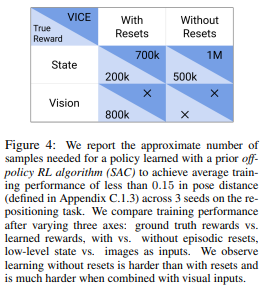 VICE
True
Reward
With
Resets
Without
Resets
State
700k
200k
1M
500k
Vision
×
800k
×
×
Figure 4: We report the approximate number of
samples needed for a policy learned with a prior off-
policy RL algorithm (SAC) to achieve average train-
ing performance of less than 0.15 in pose distance
(defined in Appendix C.1.3) across 3 seeds on the re-
positioning task. We compare training performance
after varying three axes: ground truth rewards vs.
learned rewards, with vs. without episodic resets,
low-level state vs. images as inputs. We observe
learning without resets is harder than with resets and
is much harder when combined with visual inputs.